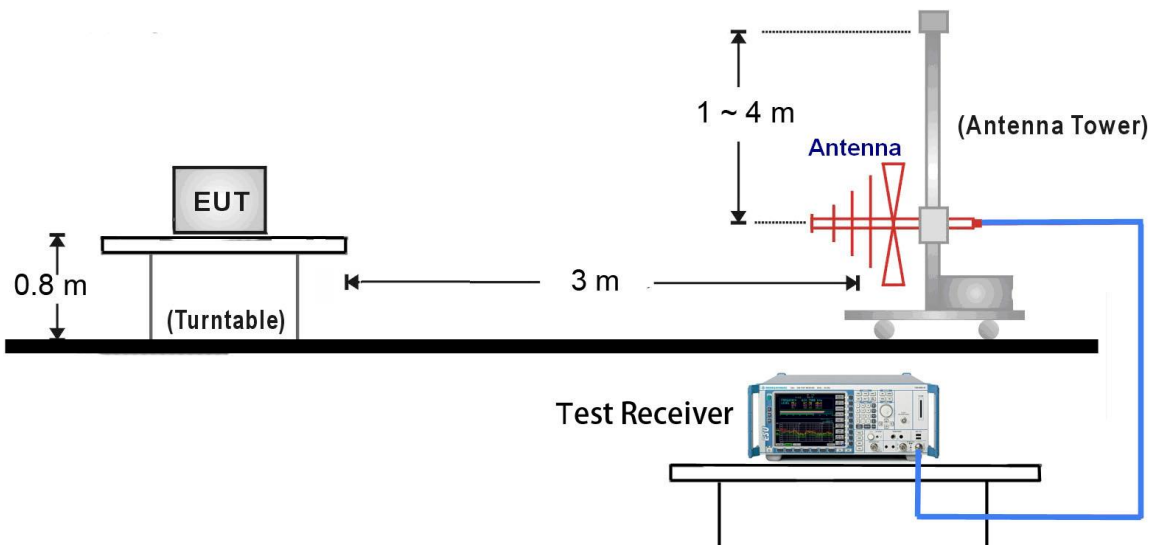 1 ~ 4 m
(Antenna Tower)
Antenna
EUT
0.8 m
3 m
(Turntable)
Test Receiver